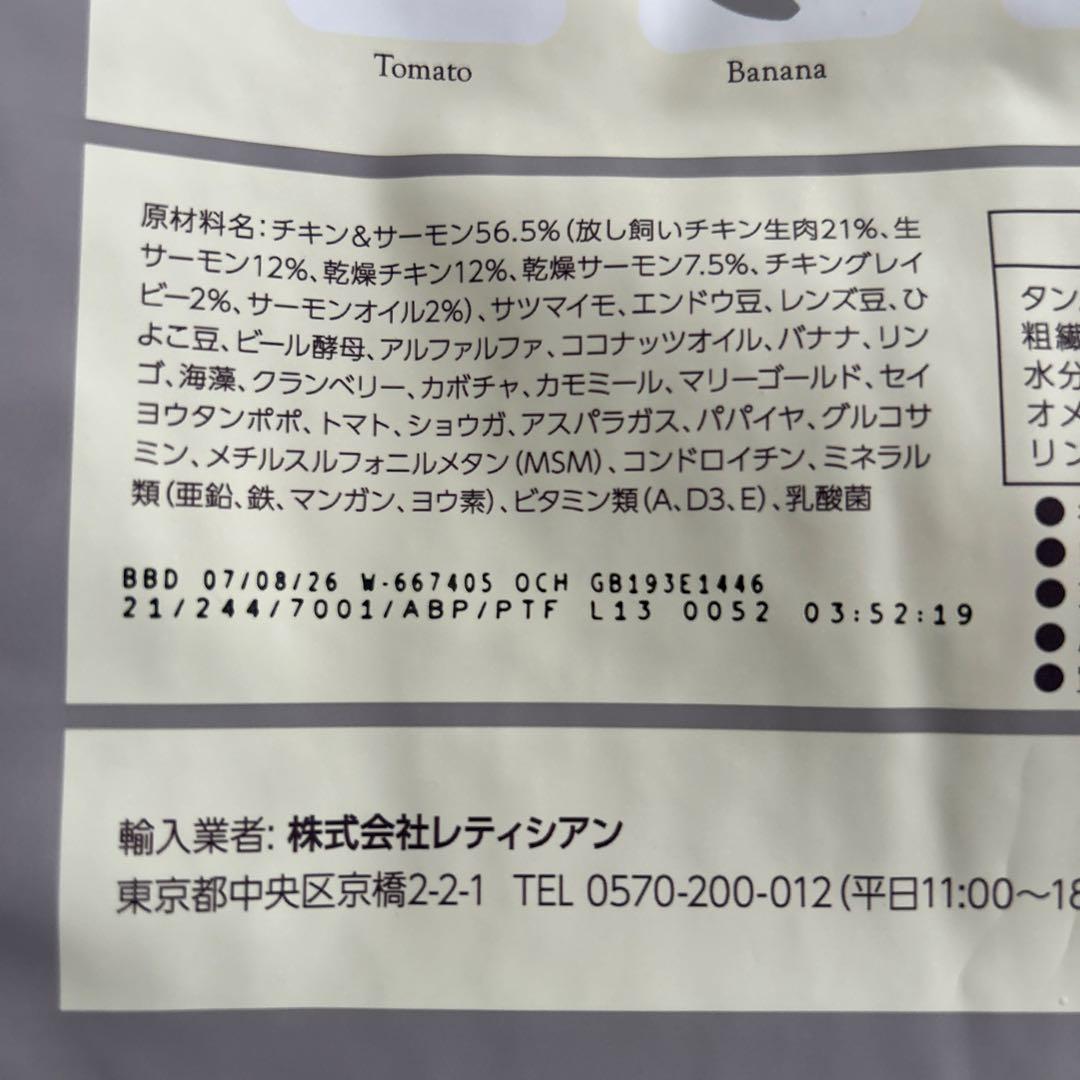 Tomato
Banana
原材料名:チキン&サーモン56.5%(放し飼いチキン生肉21%、生
サーモン12%、乾燥チキン12%、乾燥サーモン7.5%、チキングレイ
ビー2%、サーモンオイル2%)、サツマイモ、エンドウ豆、レンズ豆、ひ
よこ豆、ビール酵母、アルファルファ、ココナッツオイル、バナナ、リン
ゴ、海藻、クランベリー、カボチャ、カモミール、マリーゴールド、セイ
ヨウタンポポ、トマト、ショウガ、アスパラガス、パパイヤ、グルコサ
ミン、メチルスルフォニルメタン(MSM)、コンドロイチン、ミネラル
類(亜鉛、鉄、マンガン、ヨウ素)、ビタミン類(A、D3、E)、乳酸菌
BBD 07/08/26 W-667405 OCH GB193E1446
21/244/7001/ABP/PTF L13 0052 03:52:19
タン
粗繊
水分
オメ
リン
輸入業者: 株式会社レティシアン
東京都中央区京橋2-2-1 TEL 0570-200-012(平日11:00〜18